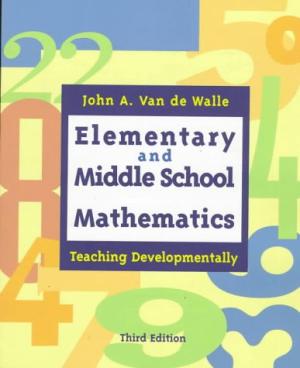 John A. Van de Walle
Elementary
and
Middle School
Mathematics
Teaching Developmentally
Third Edition